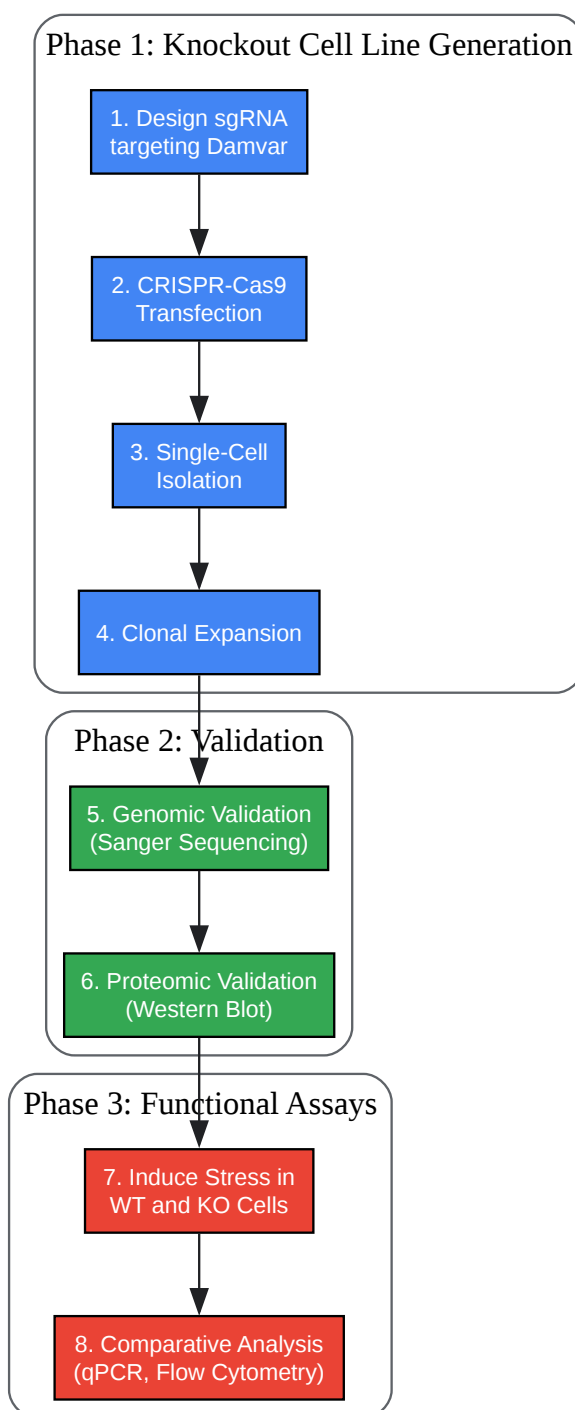 Phase 1: Knockout Cell Line Generation
1. Design sgRNA
targeting Damvar
2. CRISPR-Cas9
Transfection
3. Single-Cell
Isolation
4. Clonal Expansion
Phase 2: Validation
5. Genomic Validation
(Sanger Sequencing)
6. Proteomic Validation
(Western Blot)
Phase 3: Functional Assays
7. Induce Stress in
WT and KO Cells
8. Comparative Analysis
(qPCR, Flow Cytometry)